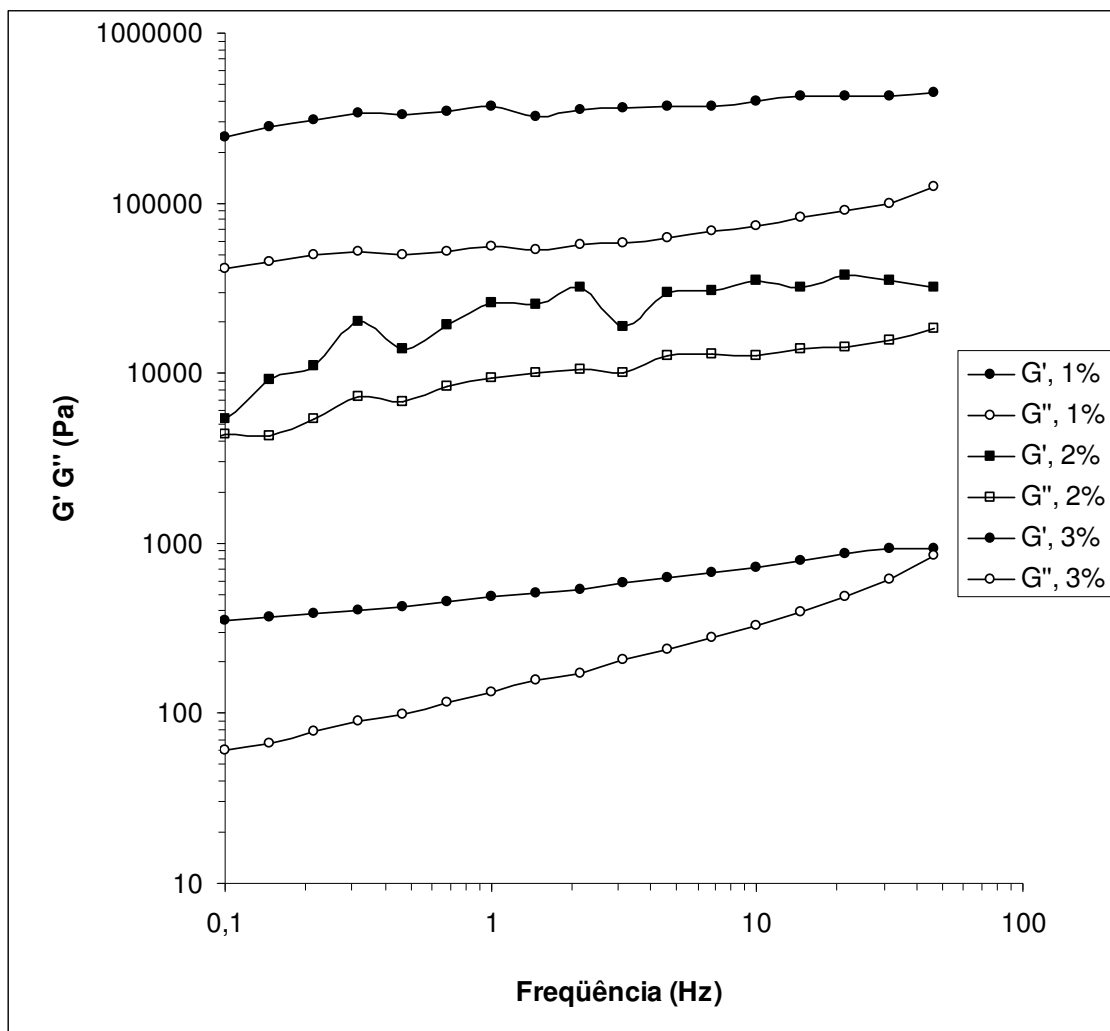 1000000
100000
10000
1000
100
10
G' G'' (Pa)
0,1
1
10
100
Freqüência (Hz)
G', 1%
G'', 1%
G', 2%
G'', 2%
G', 3%
G'', 3%